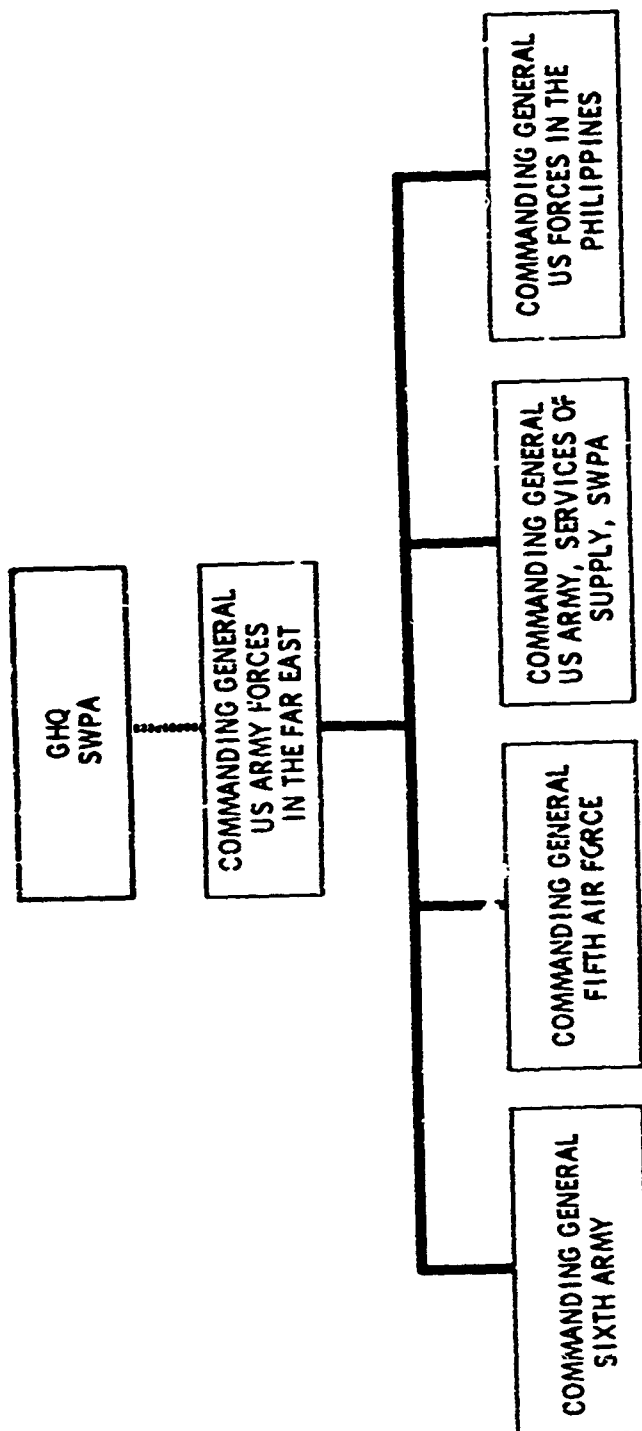 GHQ
SWPA
COMMANDING GENERAL
US ARMY FORCES
IN THE FAR EAST
COMMANDING GENERAL
SIXTH ARMY
COMMANDING GENERAL
FIFTH AIR FORCE
COMMANDING GENERAL
US ARMY, SERVICES OF
SUPPLY, SWPA
COMMANDING GENERAL
US FORCES IN THE
PHILIPPINES